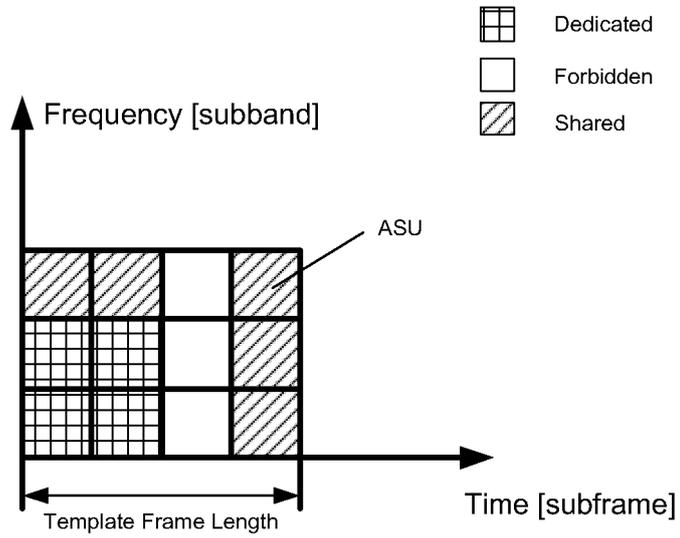 Dedicated
Forbidden
Shared
Frequency [subband]
ASU
Time [subframe]
Template Frame Length